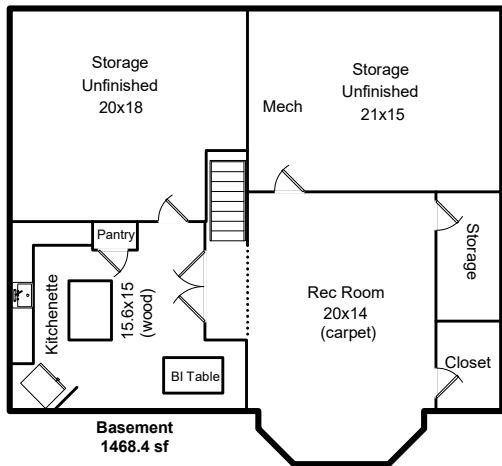 Storage
Unfinished
20x18
Storage
Unfinished
21x15
Mech
Pantry
Kitchenette
15.6x15
(wood)
Storage
Rec Room
20x14
(carpet)
BI Table
Closet
Basement
1468.4 sf